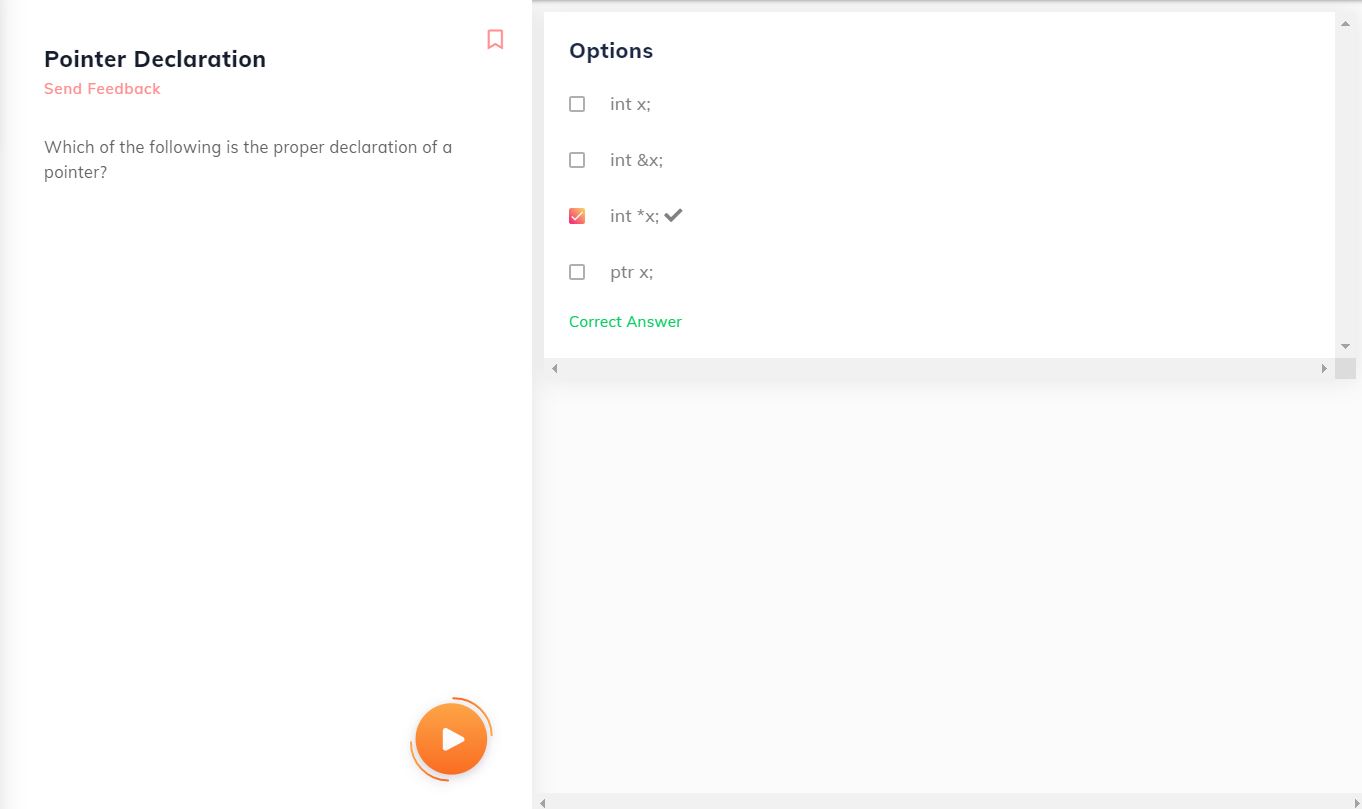 Pointer Declaration
Send Feedback
Which of the following is the proper declaration of a
pointer?
Options
int x;
int &x;
int *x;
ptr x;
Correct Answer